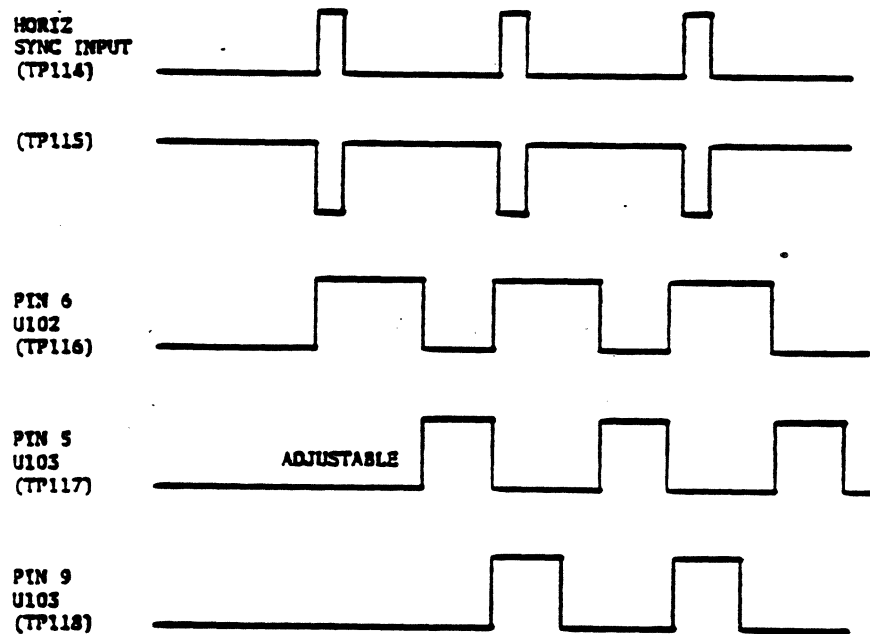 HORIZ
SYNC INPUT
(TP114)
(TP115)
PIN 6
U102
(TP116)
PIN 5
U103
(TP117)
ADJUSTABLE
PIN 9
U103
(TP118)